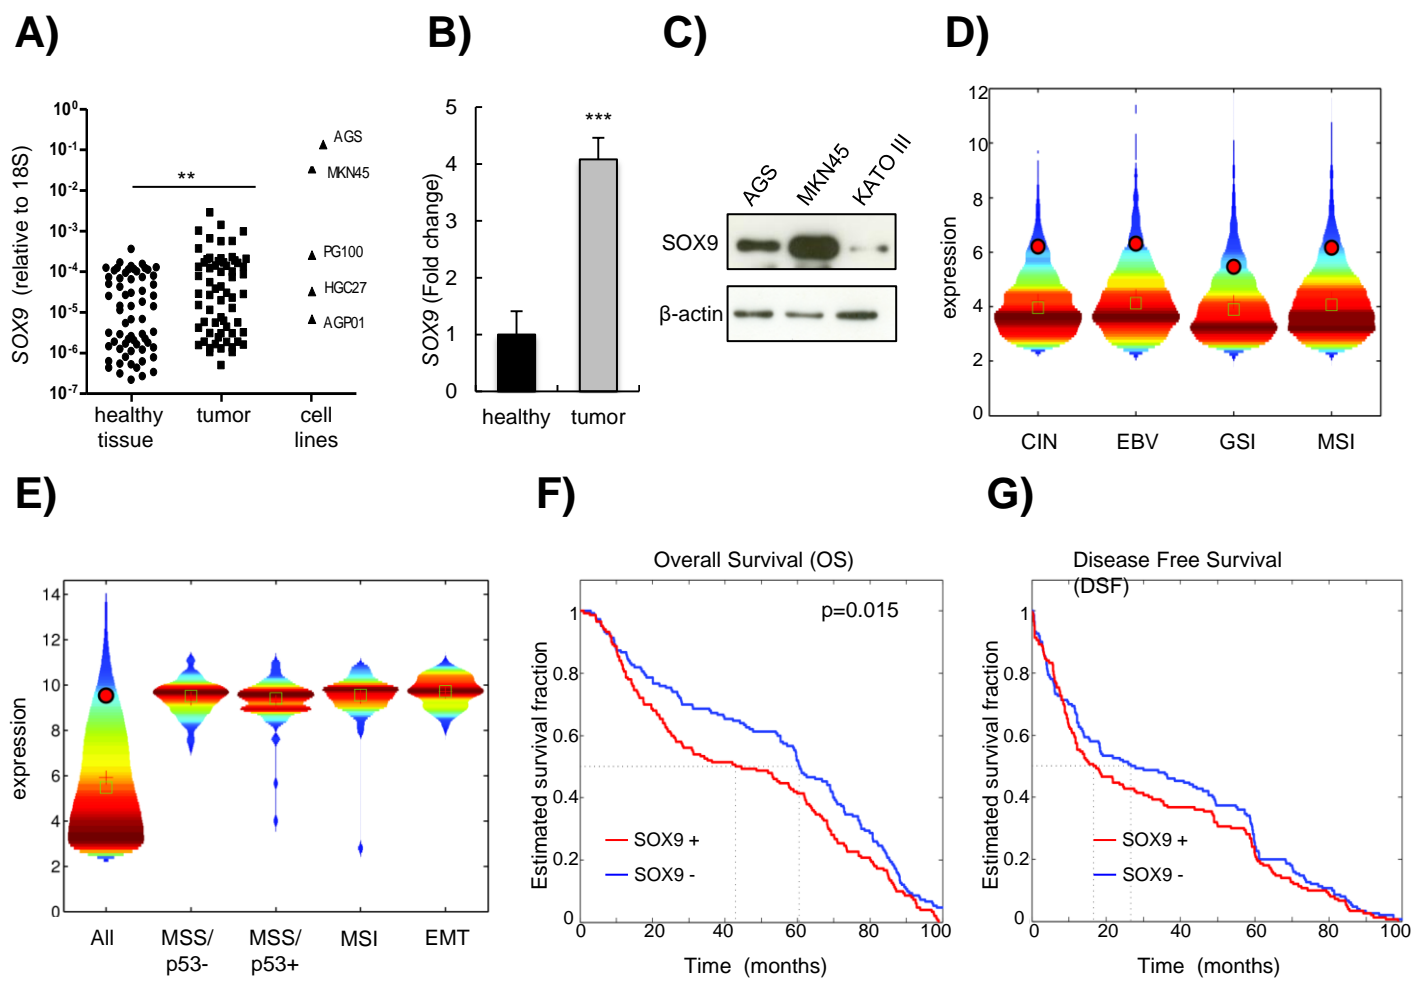 A)
B)
C)
D)
SOX9 (relative to 18S)
10^0
10^-1
10^-2
10^-3
10^-4
10^-5
10^-6
10^-7
**
AGS
MKN45
PG100
HGC27
AGP01
healthy tissue
tumor
cell lines
SOX9 (Fold change)
5
4
3
2
1
0
***
healthy
tumor
AGS
MKN45
KATO III
SOX9
β-actin
expression
12
10
8
6
4
2
0
CIN
EBV
GSI
MSI
E)
F)
G)
expression
14
12
10
8
6
4
2
0
All
MSS/
p53-
MSS/
p53+
MSI
EMT
Overall Survival (OS)
p=0.015
Estimated survival fraction
1
0.8
0.6
0.4
0.2
0
SOX9 +
SOX9 -
0
20
40
60
80
100
Time (months)
Disease Free Survival
(DSF)
Estimated survival fraction
1
0.8
0.6
0.4
0.2
0
SOX9 +
SOX9 -
0
20
40
60
80
100
Time (months)